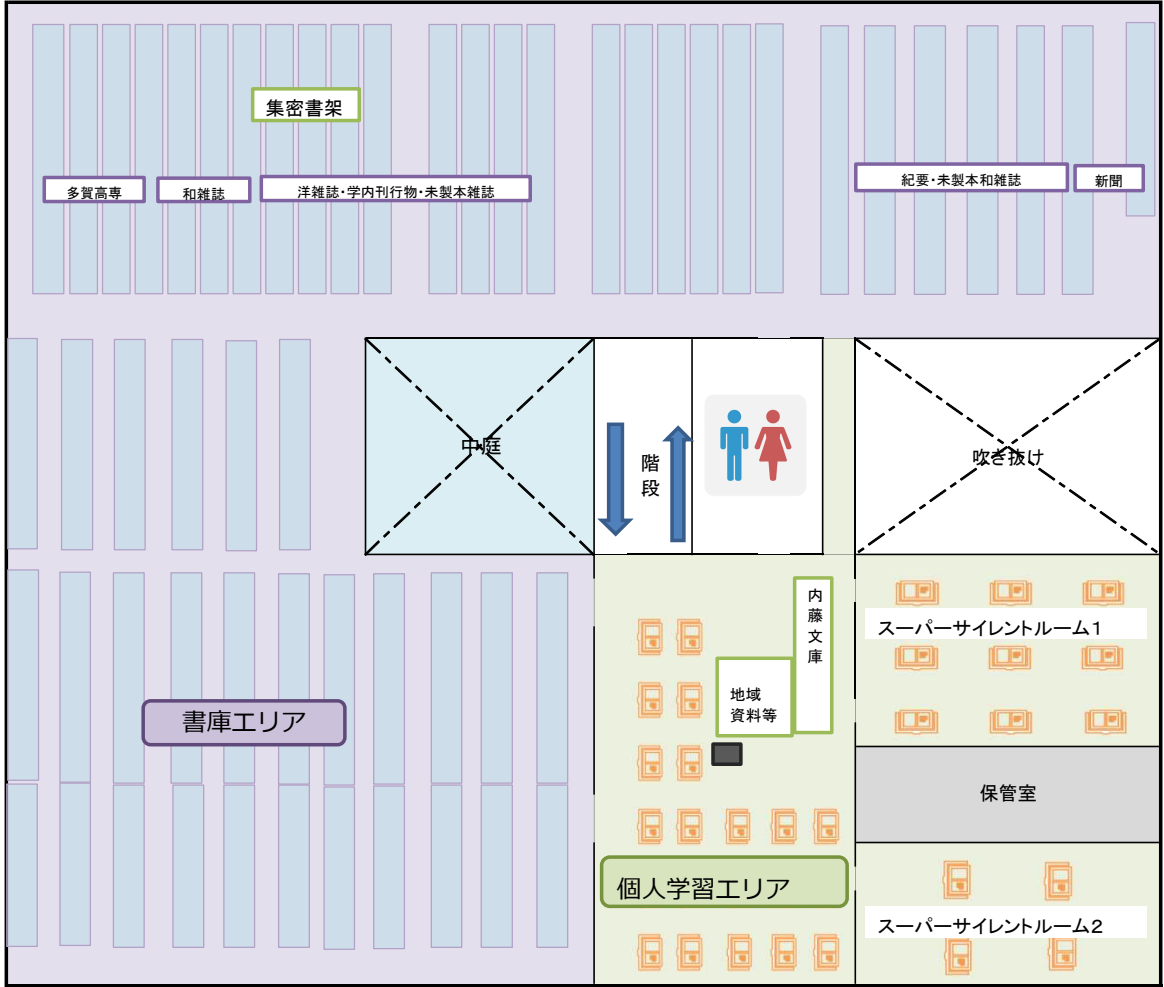 集密書架
多賀高専
和雑誌
洋雑誌・学内刊行物・未製本雑誌
紀要・未製本和雑誌
新聞
中庭
階段
吹き抜け
内藤文庫
地域
資料等
スーパーサイレントルーム1
書庫エリア
保管室
個人学習エリア
スーパーサイレントルーム2